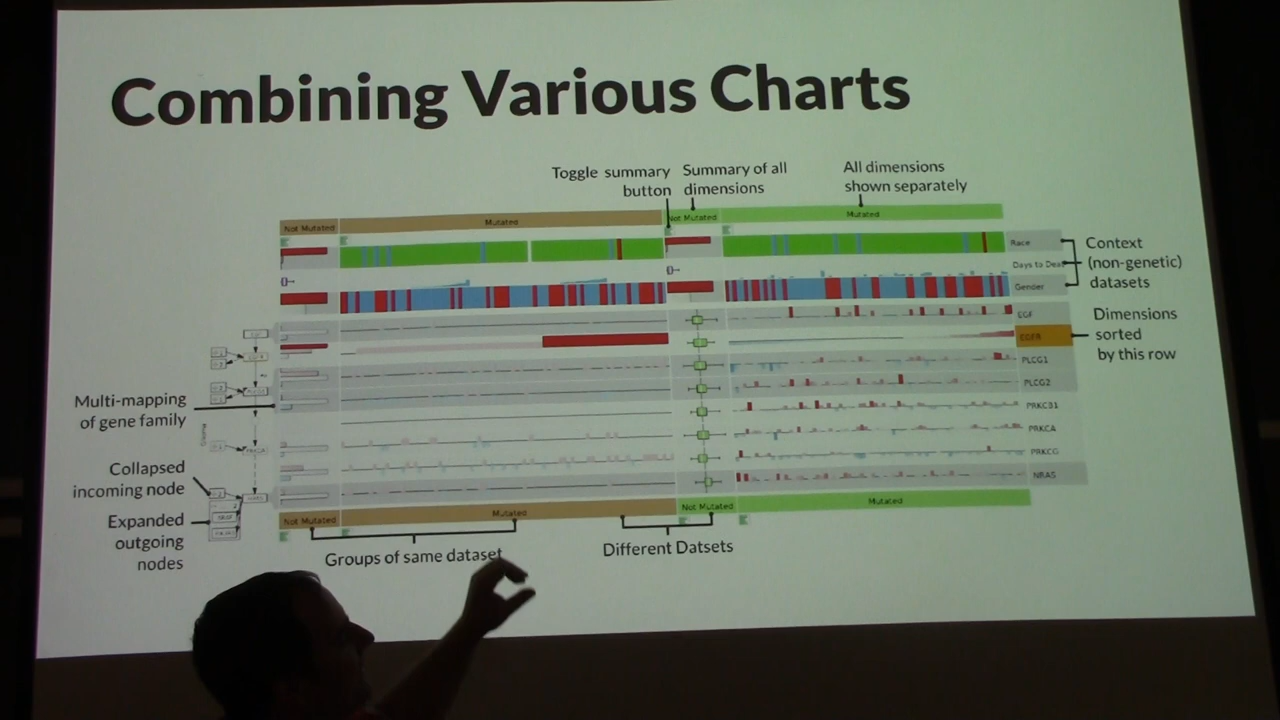 Combining Various Charts
Toggle summary
button
Summary of all
dimensions
All dimensions
shown separately
Not Mutated
Mutated
Not Mutated
Mutated
Race
Days to Dea
Gender
Context
(non-genetic)
datasets
EGF
EGFR
Dimensions
sorted
by this row
PLCG1
PLCG2
PRKCB1
PRKCA
PRKCG
NRAS
Multi-mapping
of gene family
Collapsed
incoming node
Expanded
outgoing
nodes
Not Mutated
Mutated
Not Mutated
Mutated
Groups of same dataset
Different Datsets